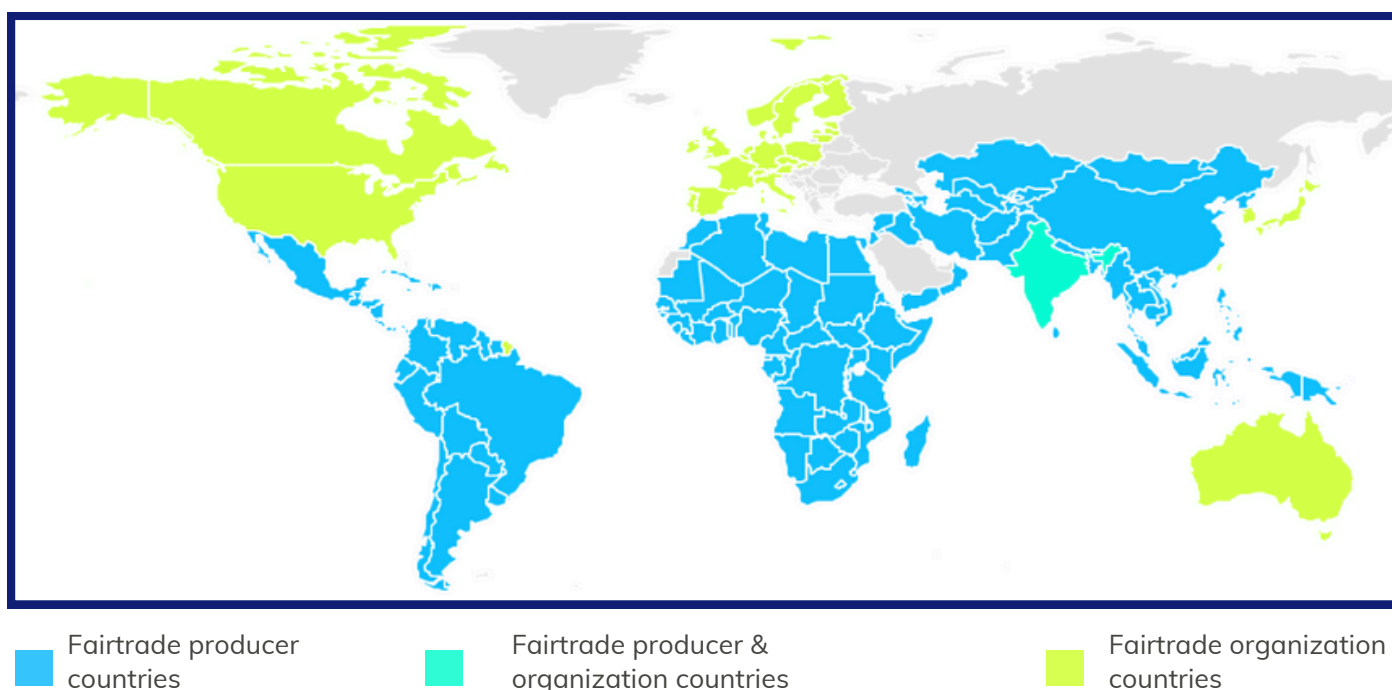 Fairtrade producer
countries
Fairtrade producer &
organization countries
Fairtrade organization
countries